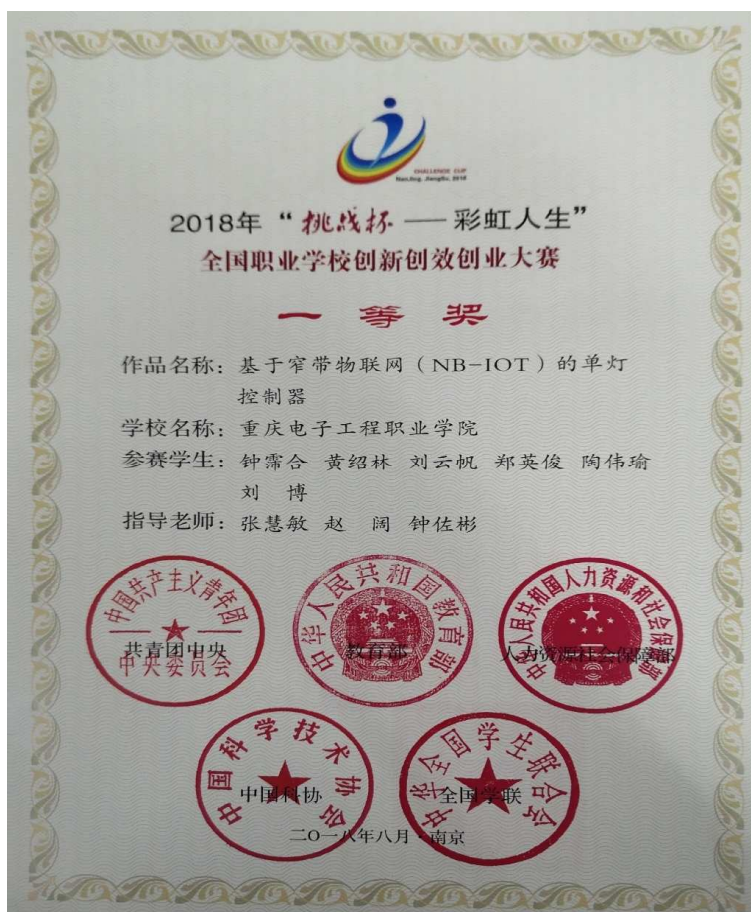 CHALLENGE CUP
NanJing, JiangSu, 2018
2018年“挑战杯——彩虹人生”
全国职业学校创新创效创业大赛
一等奖
作品名称：基于窄带物联网（NB-IOT）的单灯
控制器
学校名称：重庆电子工程职业学院
参赛学生：钟霈合 黄绍林 刘云帆 郑英俊 陶伟瑜
刘 博
指导老师：张慧敏 赵 阔 钟佐彬
中国共产主义青年团
中央委员会
共青团中央
中华人民共和国教育部
教育部
中华人民共和国人力资源和社会保障部
人力资源社会保障部
中国科学技术协会
中国科协
中华全国学生联合会
全国学联
二〇一八年八月·南京